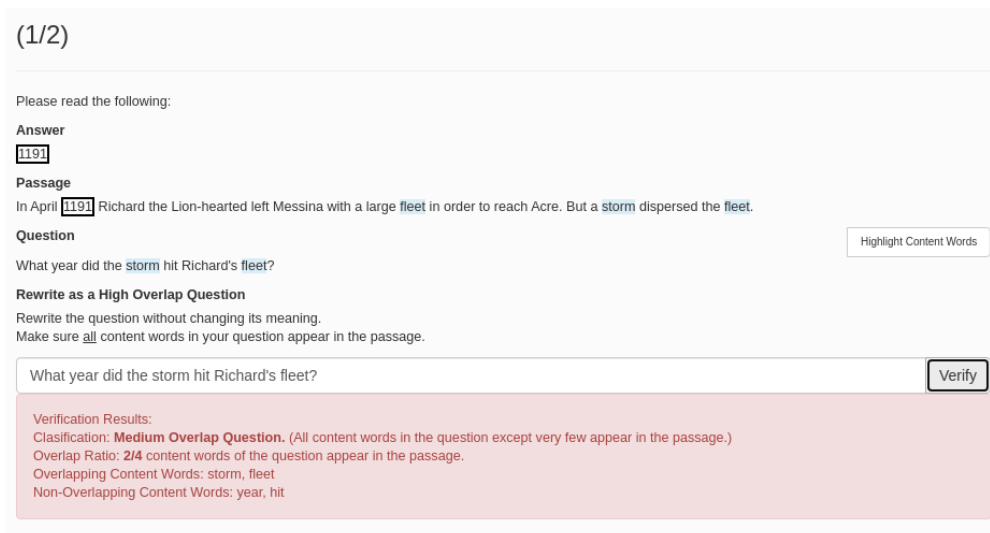 (1/2)
Please read the following:
Answer
1191
Passage
In April 1191 Richard the Lion-hearted left Messina with a large fleet in order to reach Acre. But a storm dispersed the fleet.
Question
Highlight Content Words
What year did the storm hit Richard's fleet?
Rewrite as a High Overlap Question
Rewrite the question without changing its meaning.
Make sure all content words in your question appear in the passage.
What year did the storm hit Richard's fleet?
Verify
Verification Results:
Clasification: Medium Overlap Question. (All content words in the question except very few appear in the passage.)
Overlap Ratio: 2/4 content words of the question appear in the passage.
Overlapping Content Words: storm, fleet
Non-Overlapping Content Words: year, hit